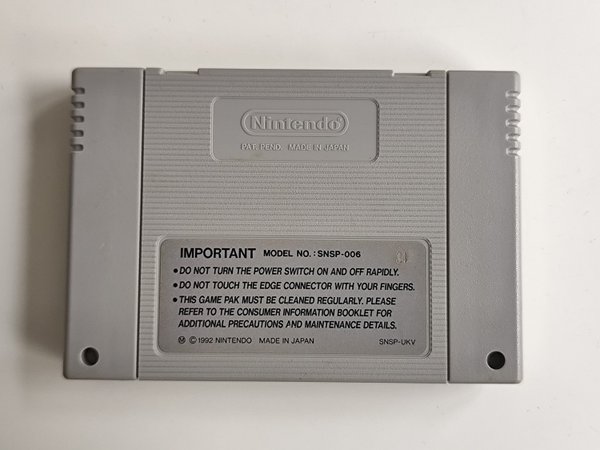 Nintendo
PAT. PEND. MADE IN JAPAN
IMPORTANT MODEL NO.: SNSP-006
• DO NOT TURN THE POWER SWITCH ON AND OFF RAPIDLY.
• DO NOT TOUCH THE EDGE CONNECTOR WITH YOUR FINGERS.
• THIS GAME PAK MUST BE CLEANED REGULARLY. PLEASE
REFER TO THE CONSUMER INFORMATION BOOKLET FOR
ADDITIONAL PRECAUTIONS AND MAINTENANCE DETAILS.
Ⓜ ©1992 NINTENDO MADE IN JAPAN SNSP-UKV